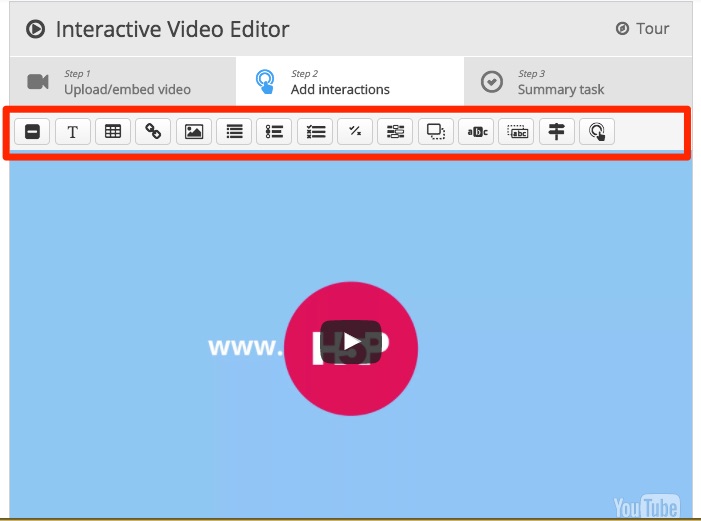 Interactive Video Editor
Tour
Step 1
Upload/embed video
Step 2
Add interactions
Step 3
Summary task
T
abc
abc
www.
H5P
YouTube